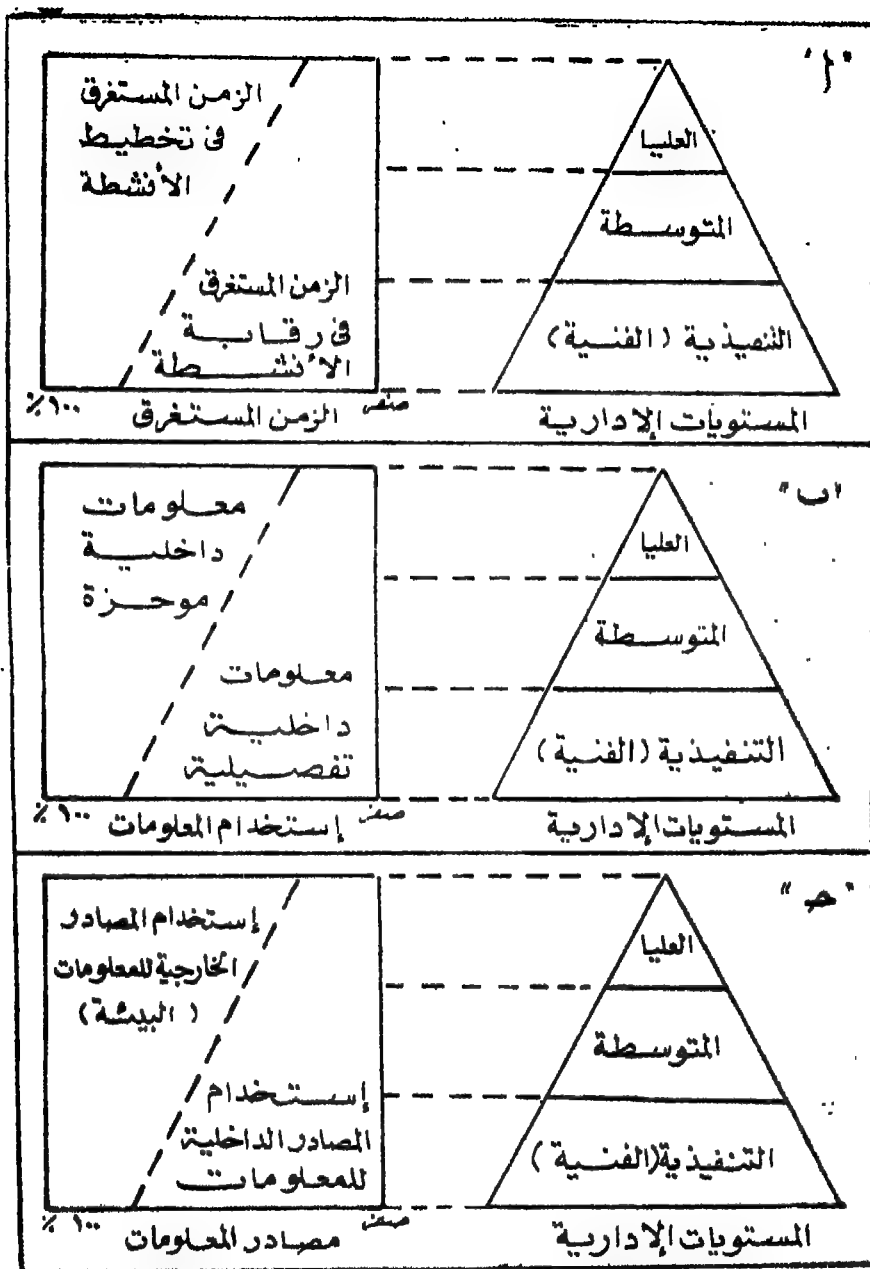 "أ"
العليا
المتوسطة
التنفيذية (الفنية)
المستويات الإدارية
الزمن المستغرق
فى تخطيط
الأنشطة
الزمن المستغرق
فى رقابة
الأنشطة
صفر
١٠٠ ٪
الزمن المستغرق
"ب"
العليا
المتوسطة
التنفيذية (الفنية)
المستويات الإدارية
معلومات
داخلية
موجزة
معلومات
داخلية
تفصيلية
صفر
١٠٠ ٪
إستخدام المعلومات
"جـ"
العليا
المتوسطة
التنفيذية (الفنية)
المستويات الإدارية
إستخدام المصادر
الخارجية للمعلومات
(البيئة)
إستخدام
المصادر الداخلية
للمعلومات
صفر
١٠٠ ٪
مصادر المعلومات